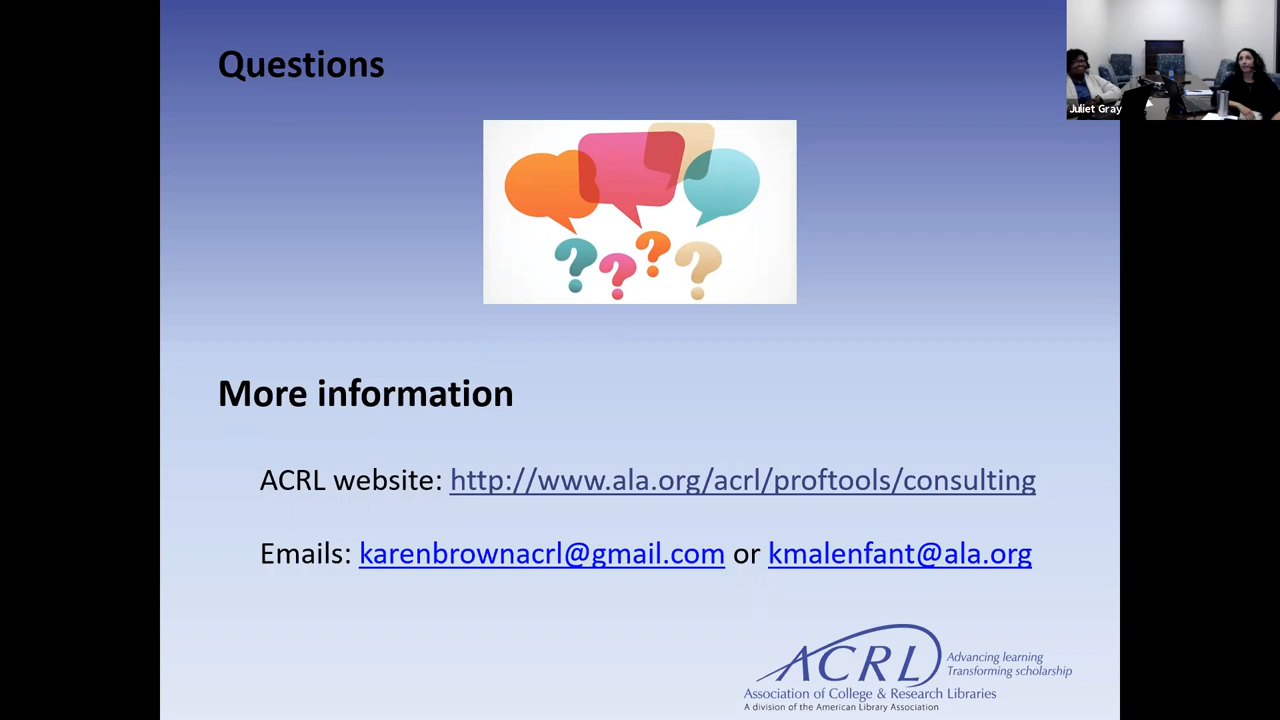 Questions
Juliet Gray
More information
ACRL website: http://www.ala.org/acrl/proftools/consulting
Emails: karenbrownacrl@gmail.com or kmalenfant@ala.org
ACRL
Advancing learning
Transforming scholarship
Association of College & Research Libraries
A division of the American Library Association